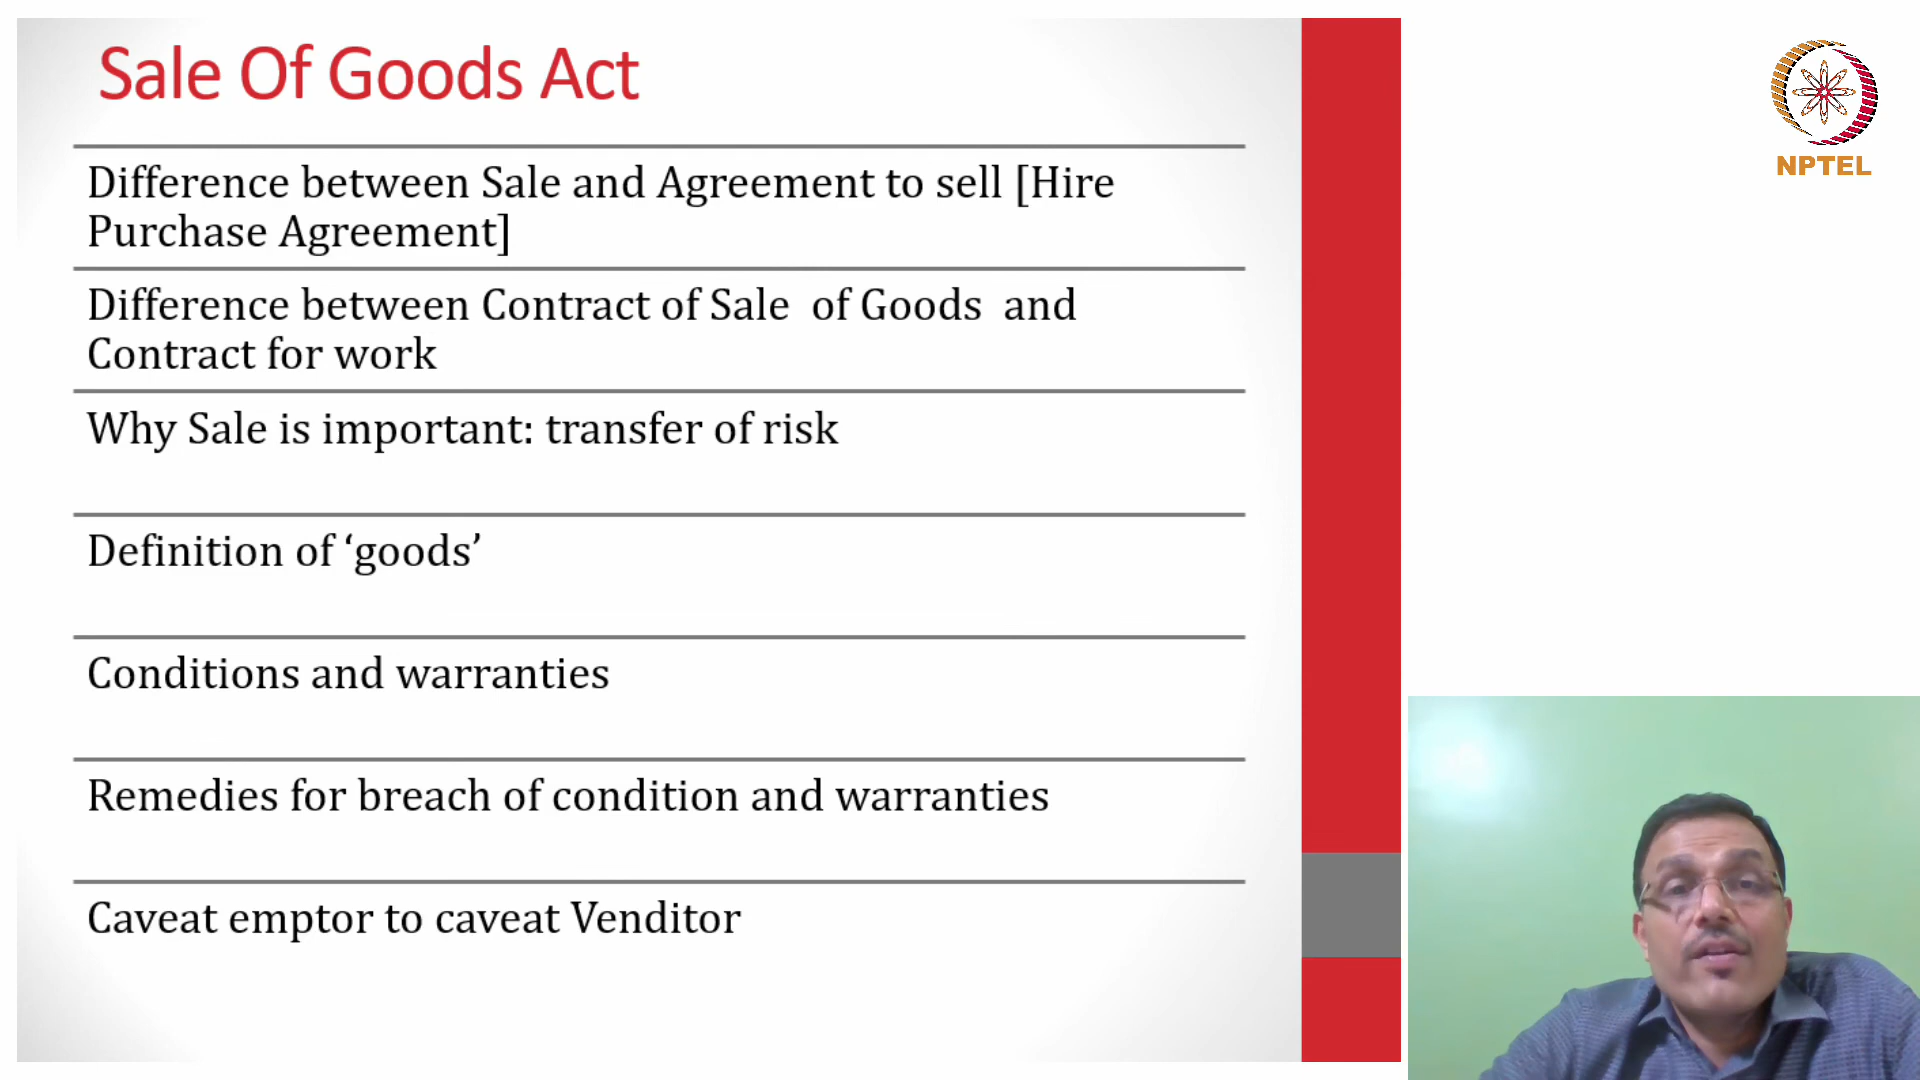 Sale Of Goods Act
Difference between Sale and Agreement to sell [Hire
Purchase Agreement]
Difference between Contract of Sale  of Goods  and
Contract for work
Why Sale is important: transfer of risk
Definition of ‘goods’
Conditions and warranties
Remedies for breach of condition and warranties
Caveat emptor to caveat Venditor
NPTEL